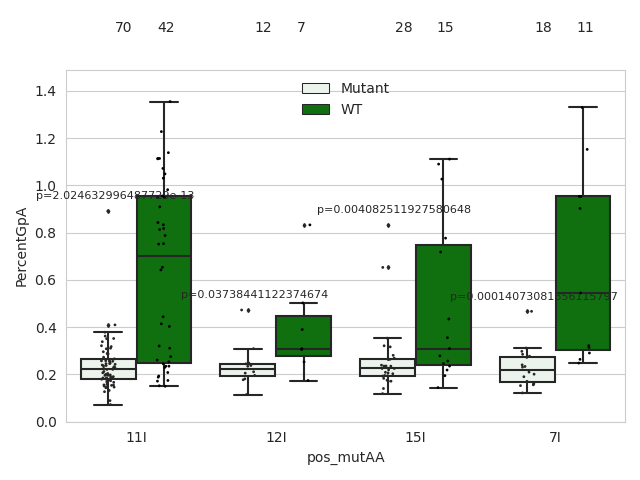 70 42 12 7 28 15 18 11
Mutant
WT
1.4
1.2
1.0
0.8
0.6
0.4
0.2
0.0
PercentGpA
p=0.004082511927580648
p=0.03738441122374674
11I 12I 15I 7I
pos_mutAA